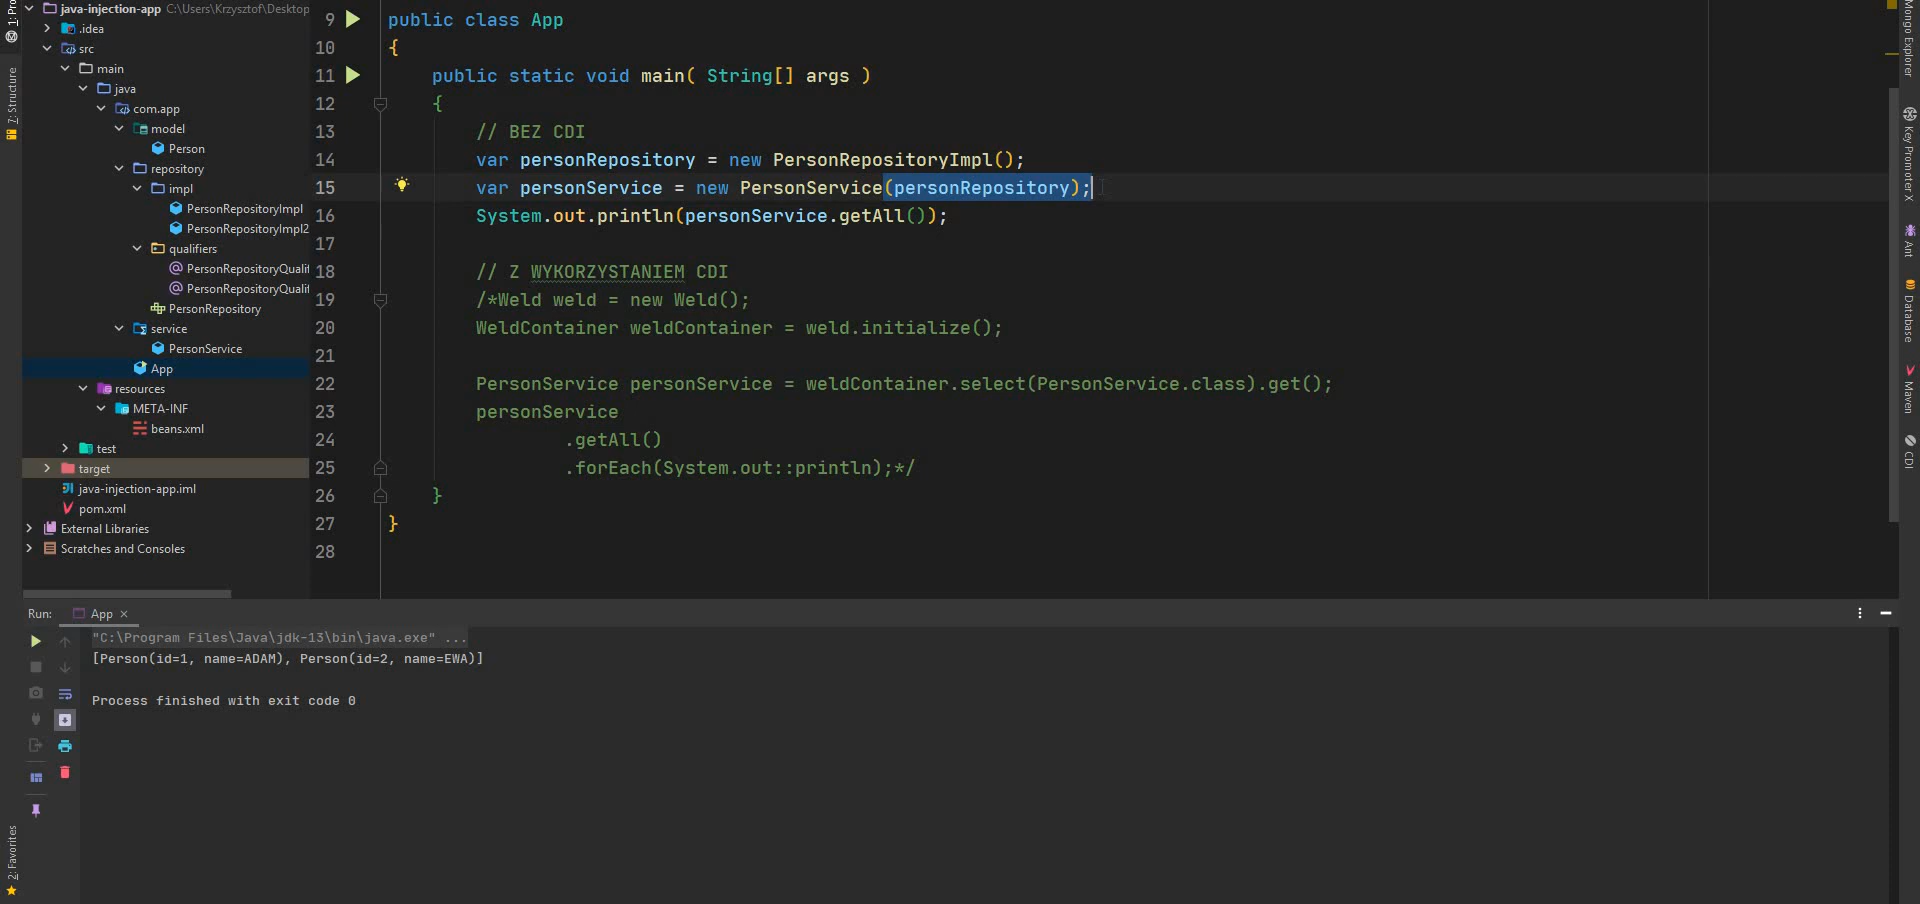 java-injection-app C:\Users\Krzysztof\Desktop
.idea
src
main
java
com.app
model
Person
repository
impl
PersonRepositoryImpl
PersonRepositoryImpl2
qualifiers
PersonRepositoryQualif
PersonRepositoryQualif
PersonRepository
service
PersonService
App
resources
META-INF
beans.xml
test
target
java-injection-app.iml
pom.xml
External Libraries
Scratches and Consoles
7: Structure
2: Favorites
9 public class App
10 {
11 public static void main( String[] args )
12 {
13 // BEZ CDI
14 var personRepository = new PersonRepositoryImpl();
15 var personService = new PersonService(personRepository);
16 System.out.println(personService.getAll());
17
18 // Z WYKORZYSTANIEM CDI
19 /*Weld weld = new Weld();
20 WeldContainer weldContainer = weld.initialize();
21
22 PersonService personService = weldContainer.select(PersonService.class).get();
23 personService
24 .getAll()
25 .forEach(System.out::println);*/
26 }
27 }
28
Mongo Explorer
Key Promoter X
Ant
Database
Maven
CDI
Run: App
"C:\Program Files\Java\jdk-13\bin\java.exe" ...
[Person(id=1, name=ADAM), Person(id=2, name=EWA)]
Process finished with exit code 0